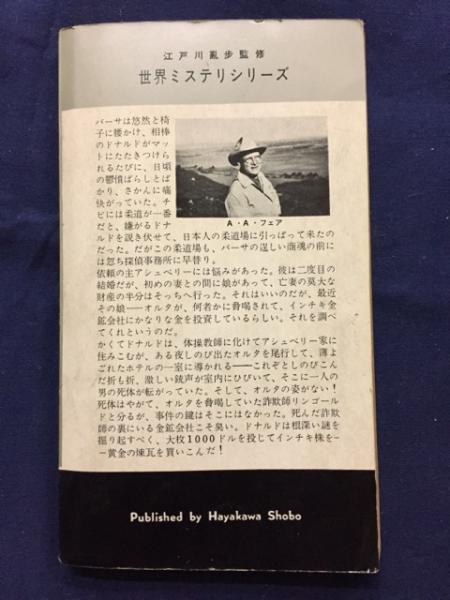 江戸川亂歩監修
世界ミステリシリーズ
バーサは悠然と椅
子に腰かけ、相棒
のドナルドがマッ
トにたたきつけら
れるたびに、日頃
の鬱憤ばらしとば
かり、さかんに痛
快がっていた。チ
ビには柔道が一番
だと、嫌がるドナ
ルドを説き伏せて、日本人の柔道場に引っぱって来たの
だった。だがこの柔道場も、バーサの逞しい商魂の前に
は忽ち探偵事務所に早替り。
A・A・フェア
依頼の主アシュベリーには悩みがあった。彼は二度目の
結婚だが、初めの妻との間に娘があって、亡妻の莫大な
財産の半分はそっちへ行った。それはいいのだが、最近
その娘——オルタが、何者かに脅喝されて、インチキ金
鉱会社にかなりな金を投資しているらしい。それを調べ
てくれというのだ。
かくてドナルドは、体操教師に化けてアシュベリー家に
住みこむが、ある夜しのび出たオルタを尾行して、薄よ
ごれたホテルの一室に導かれる——これぞとしのびこん
だ折も折、激しい銃声が室内にひびいて、そこに一人の
男の死体が転がっていた。そして、オルタの姿がない！
死体はやがて、オルタを脅喝していた詐欺師リンゴール
ドと分るが、事件の鍵はそこにはなかった。死んだ詐欺
師の裏にいる金鉱会社こそ臭い。ドナルドは根深い謎を
掘り起すべく、大枚1000ドルを投じてインチキ株を—
—黄金の煉瓦を買いこんだ！
Published by Hayakawa Shobo